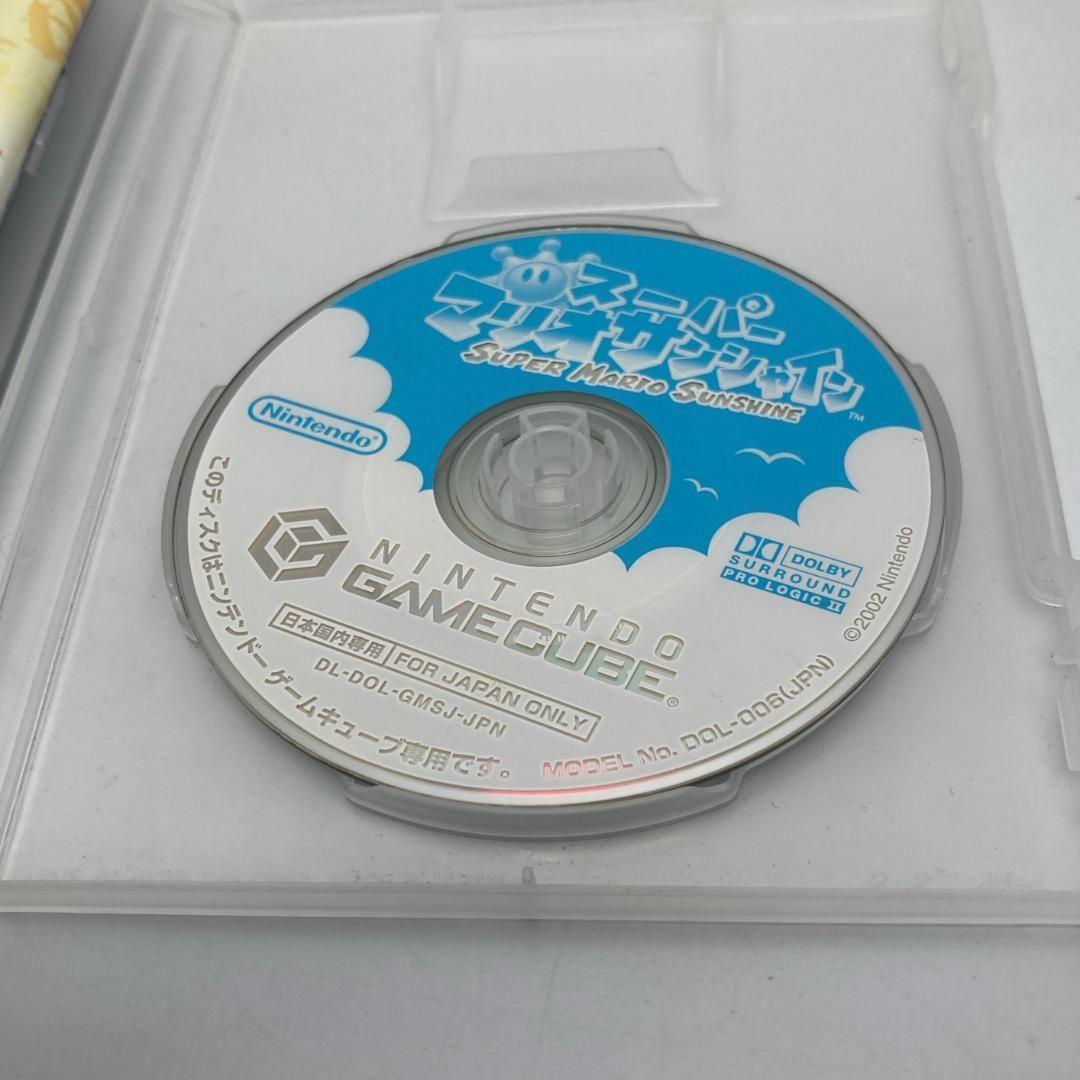 スーパー
マリオサンシャイン™
SUPER MARIO SUNSHINE
Nintendo®
NINTENDO
GAMECUBE®
DOLBY
SURROUND
PRO LOGIC II
日本国内専用 FOR JAPAN ONLY
DL-DOL-GMSJ-JPN
このディスクはニンテンドーゲームキューブ専用です。
MODEL No. DOL-006(JPN)
©2002 Nintendo